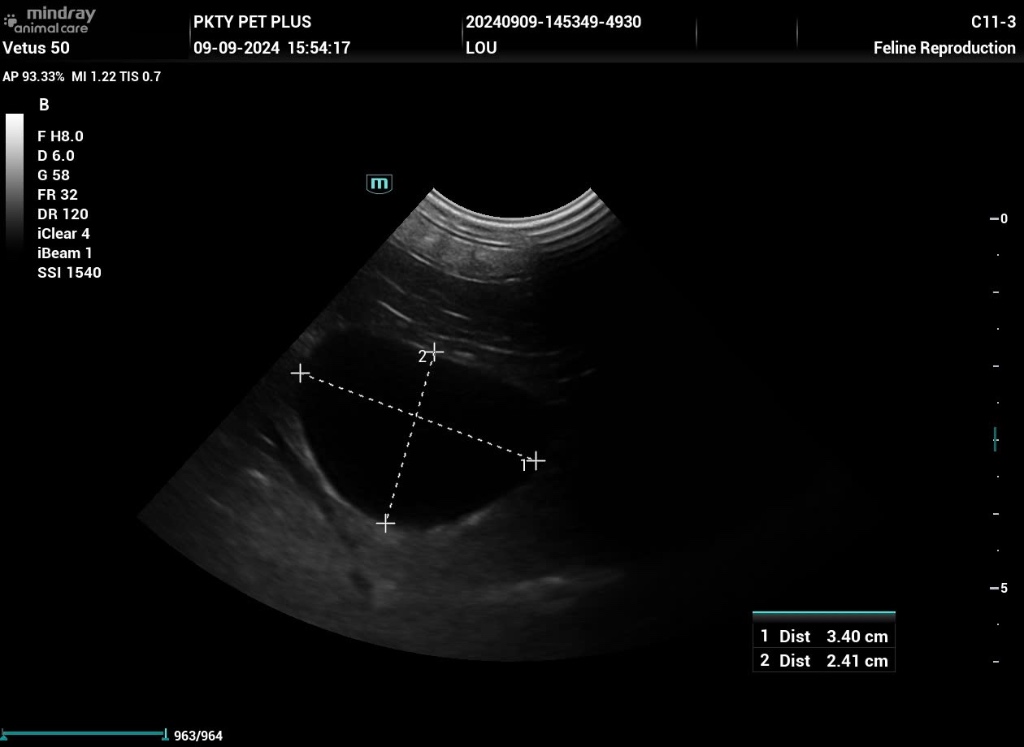 mindray
animalcare
Vetus 50
PKTY PET PLUS
09-09-2024 15:54:17
20240909-145349-4930
LOU
C11-3
Feline Reproduction
AP 93.33% MI 1.22 TIS 0.7
B
F H8.0
D 6.0
G 58
FR 32
DR 120
iClear 4
iBeam 1
SSI 1540
m
0
2
1
5
1 Dist 3.40 cm
2 Dist 2.41 cm
963/964